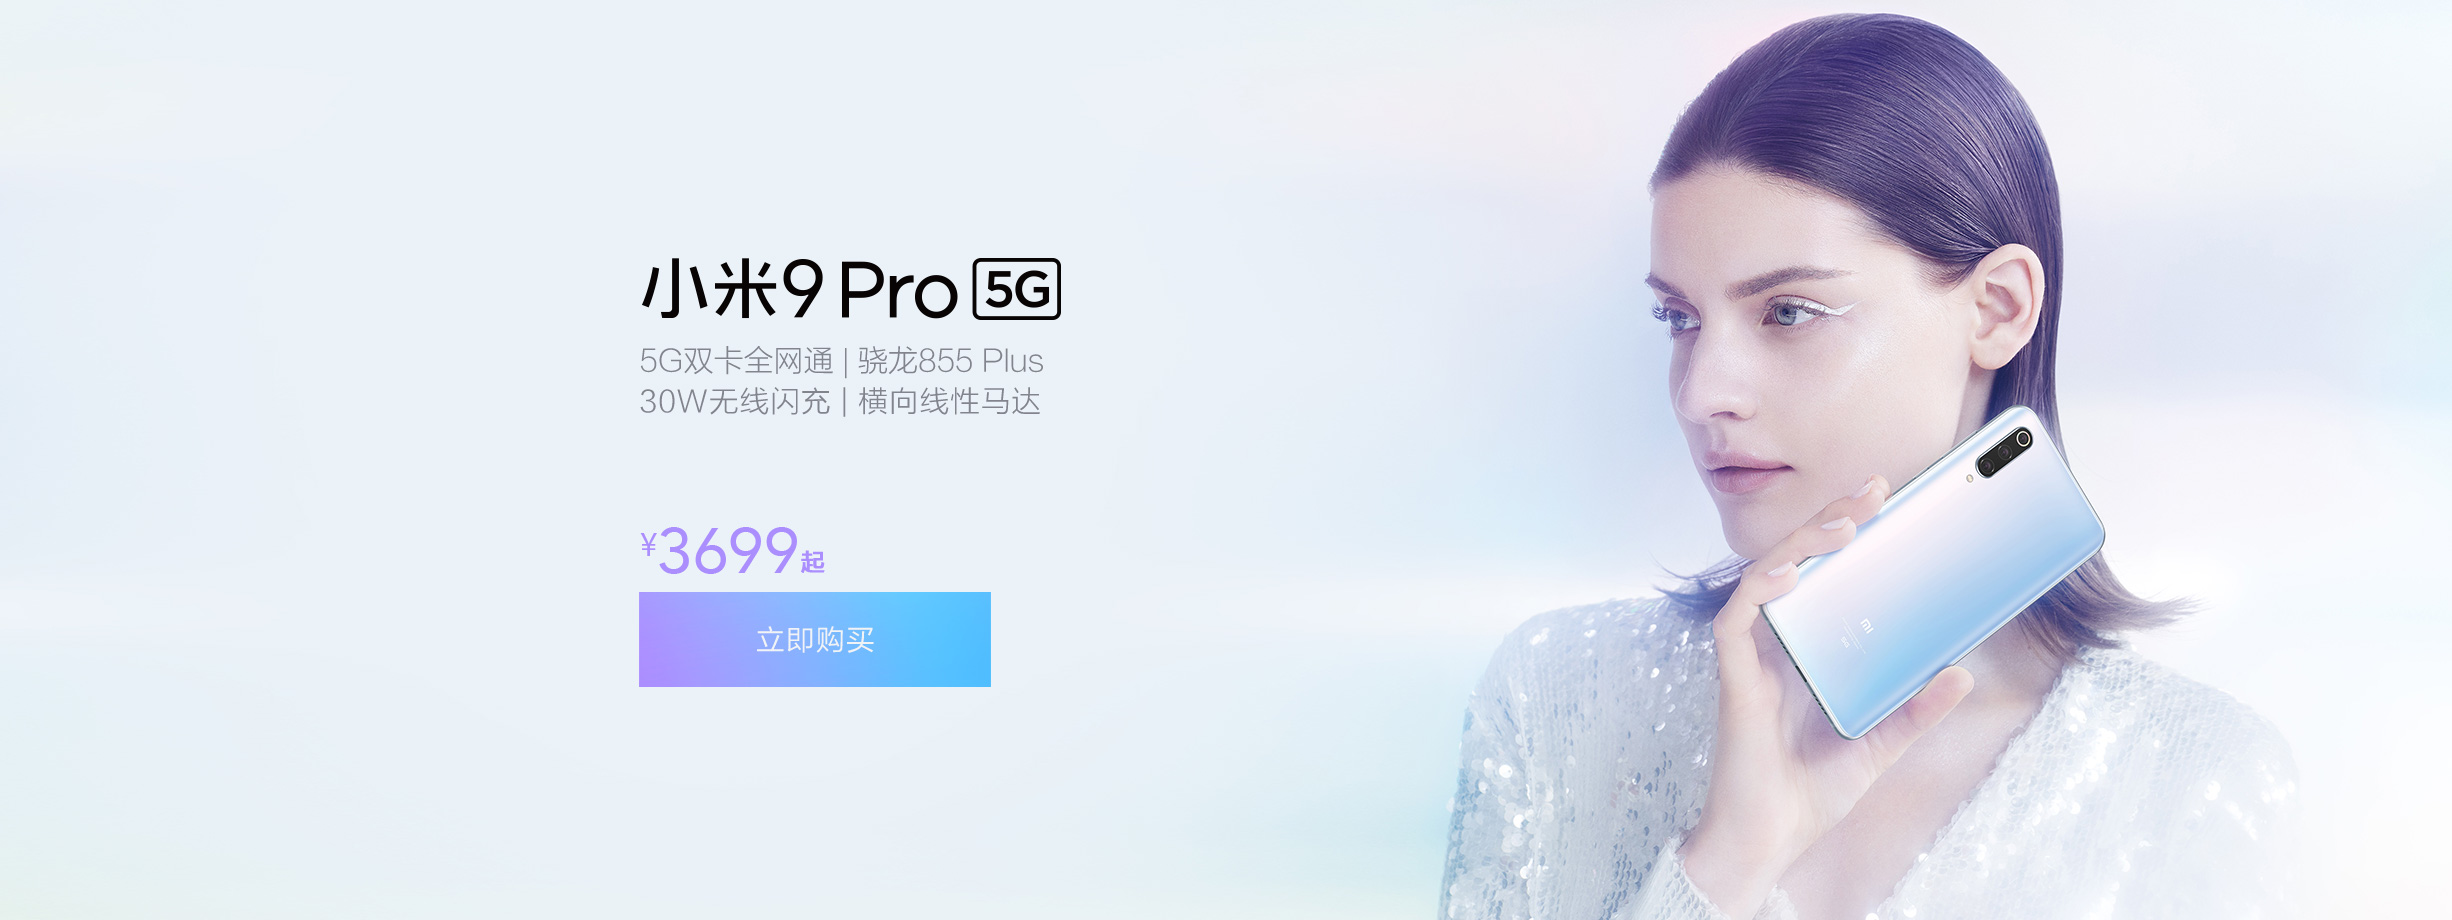 小米9 Pro 5G
5G双卡全网通 | 骁龙855 Plus
30W无线闪充 | 横向线性马达
¥3699起
立即购买
mi
5G